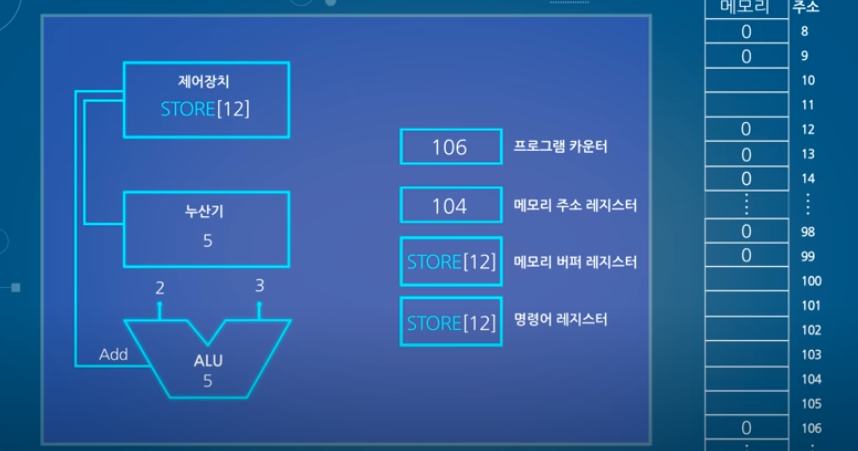 제어장치
STORE[12]
누산기
5
2
3
Add
ALU
5
106
프로그램 카운터
104
메모리 주소 레지스터
STORE[12]
메모리 버퍼 레지스터
STORE[12]
명령어 레지스터
메모리 주소
0 8
0 9
10
11
0 12
0 13
0 14
0 98
0 99
100
101
102
103
104
105
0 106